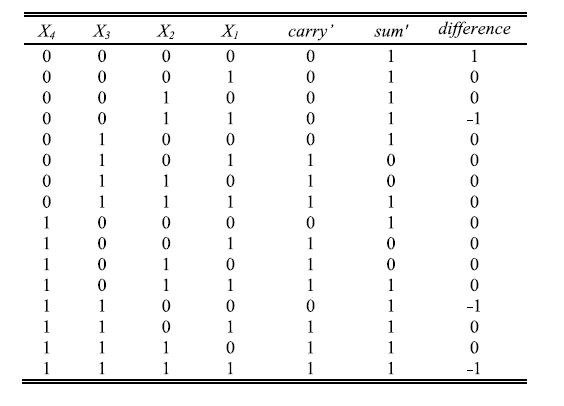 X₄ X₃ X₂ X₁ carry’ sum' difference
0 0 0 0 0 1 1
0 0 0 1 0 1 0
0 0 1 0 0 1 0
0 0 1 1 0 1 -1
0 1 0 0 0 1 0
0 1 0 1 1 0 0
0 1 1 0 1 0 0
0 1 1 1 1 1 0
1 0 0 0 0 1 0
1 0 0 1 1 0 0
1 0 1 0 1 0 0
1 0 1 1 1 1 0
1 1 0 0 0 1 -1
1 1 0 1 1 1 0
1 1 1 0 1 1 0
1 1 1 1 1 1 -1